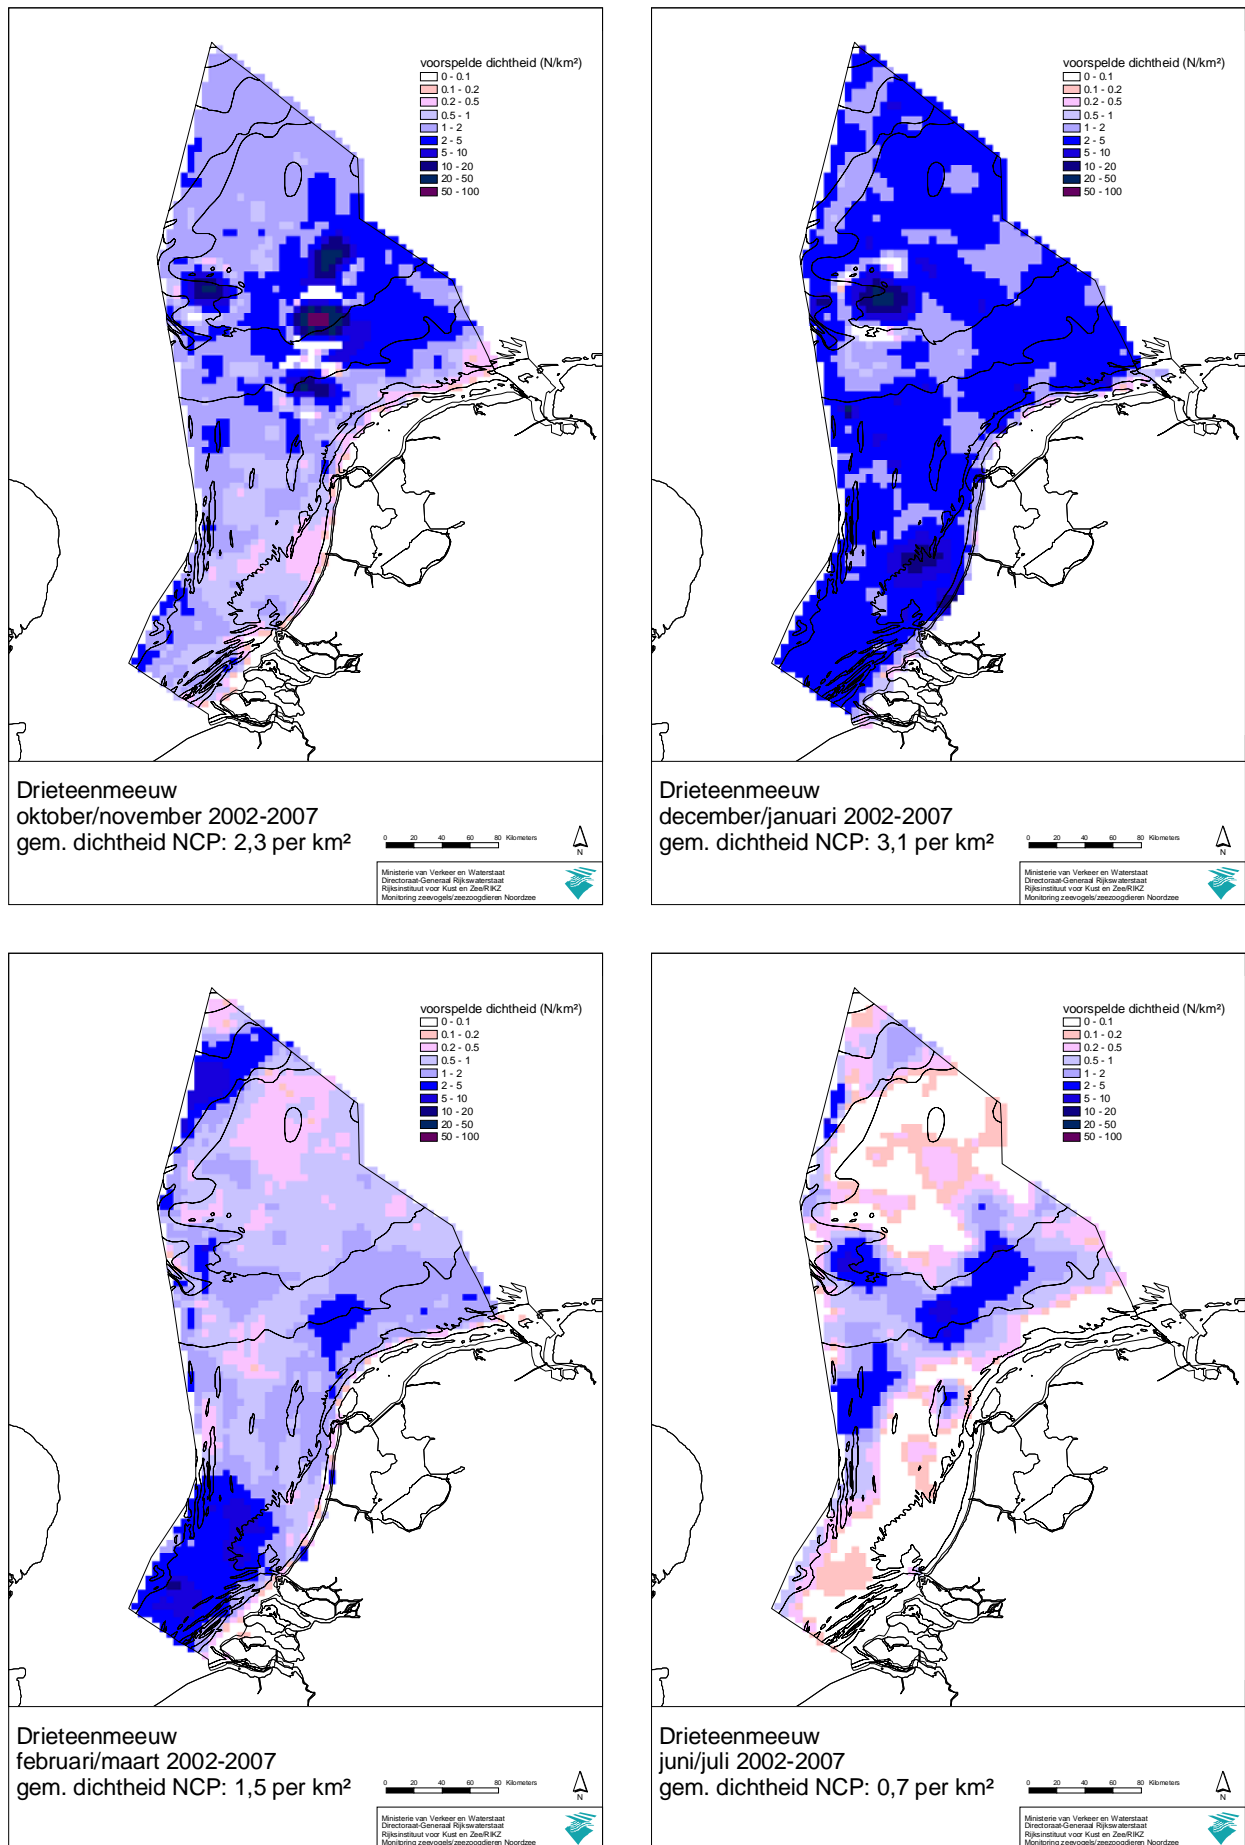 voorspelde dichtheid (N/km²)
0 - 0.1
0.1 - 0.2
0.2 - 0.5
0.5 - 1
1 - 2
2 - 5
5 - 10
10 - 20
20 - 50
50 - 100
Drieteenmeeuw
oktober/november 2002-2007
gem. dichtheid NCP: 2,3 per km²
0 20 40 60 80 Kilometers
N
Ministerie van Verkeer en Waterstaat
Directoraat-Generaal Rijkswaterstaat
Rijksinstituut voor Kust en Zee/RIKZ
Monitoring zeevogels/zeezoogdieren Noordzee
voorspelde dichtheid (N/km²)
0 - 0.1
0.1 - 0.2
0.2 - 0.5
0.5 - 1
1 - 2
2 - 5
5 - 10
10 - 20
20 - 50
50 - 100
Drieteenmeeuw
december/januari 2002-2007
gem. dichtheid NCP: 3,1 per km²
0 20 40 60 80 Kilometers
N
Ministerie van Verkeer en Waterstaat
Directoraat-Generaal Rijkswaterstaat
Rijksinstituut voor Kust en Zee/RIKZ
Monitoring zeevogels/zeezoogdieren Noordzee
voorspelde dichtheid (N/km²)
0 - 0.1
0.1 - 0.2
0.2 - 0.5
0.5 - 1
1 - 2
2 - 5
5 - 10
10 - 20
20 - 50
50 - 100
Drieteenmeeuw
februari/maart 2002-2007
gem. dichtheid NCP: 1,5 per km²
0 20 40 60 80 Kilometers
N
Ministerie van Verkeer en Waterstaat
Directoraat-Generaal Rijkswaterstaat
Rijksinstituut voor Kust en Zee/RIKZ
Monitoring zeevogels/zeezoogdieren Noordzee
voorspelde dichtheid (N/km²)
0 - 0.1
0.1 - 0.2
0.2 - 0.5
0.5 - 1
1 - 2
2 - 5
5 - 10
10 - 20
20 - 50
50 - 100
Drieteenmeeuw
juni/juli 2002-2007
gem. dichtheid NCP: 0,7 per km²
0 20 40 60 80 Kilometers
N
Ministerie van Verkeer en Waterstaat
Directoraat-Generaal Rijkswaterstaat
Rijksinstituut voor Kust en Zee/RIKZ
Monitoring zeevogels/zeezoogdieren Noordzee